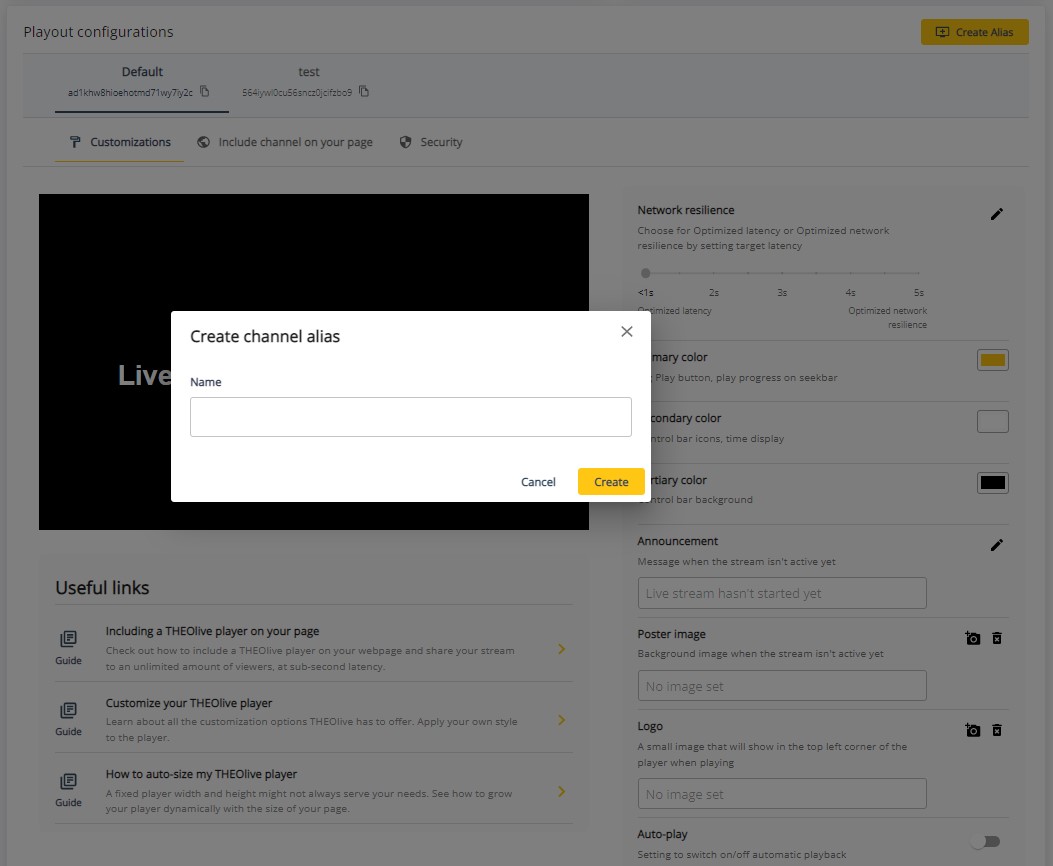 Playout configurations
Create Alias
Default
test
ad1khw8hioehotmd71wy7iy2c
564iywl0cu56sncz0jcifzbo9
Customizations
Include channel on your page
Security
Live
Create channel alias
Name
Cancel
Create
Network resilience
Choose for Optimized latency or Optimized network
resilience by setting target latency
<1s 2s 3s 4s 5s
Optimized latency
Optimized network
resilience
mary color
Play button, play progress on seekbar
condary color
ntrol bar icons, time display
rtiary color
ontrol bar background
Announcement
Message when the stream isn't active yet
Live stream hasn't started yet
Poster image
Background image when the stream isn't active yet
No image set
Logo
A small image that will show in the top left corner of the
player when playing
No image set
Auto-play
Setting to switch on/off automatic playback
Useful links
Guide
Including a THEOlive player on your page
Check out how to include a THEOlive player on your webpage and share your stream
to an unlimited amount of viewers, at sub-second latency.
Guide
Customize your THEOlive player
Learn about all the customization options THEOlive has to offer. Apply your own style
to the player.
Guide
How to auto-size my THEOlive player
A fixed player width and height might not always serve your needs. See how to grow
your player dynamically with the size of your page.